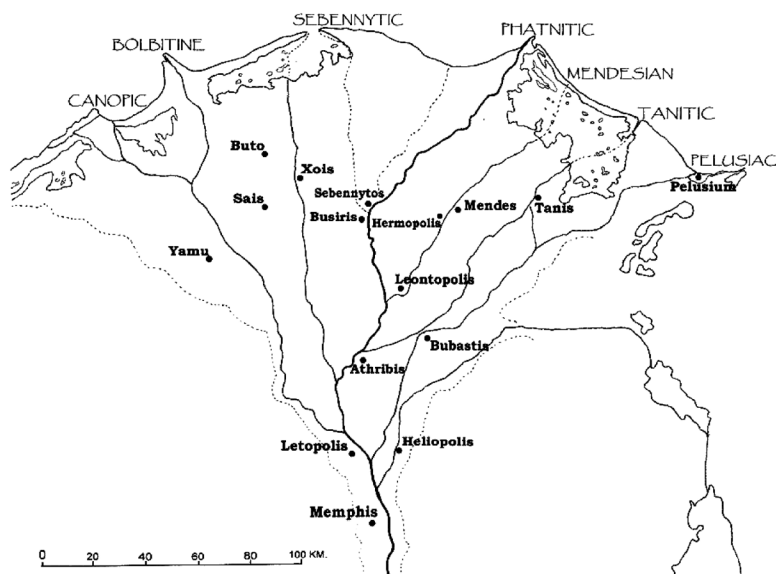 SEBENNYTIC
PHATNITIC
BOLBITINE
MENDESIAN
CANOPIC
TANITIC
PELUSIAC
Buto
Xois
Pelusium
Sebennytos
Sais
Mendes
Tanis
Busiris
Hermopolis
Yamu
Leontopolis
Bubastis
Athribis
Letopolis
Heliopolis
Memphis
0 20 40 60 80 100 KM.